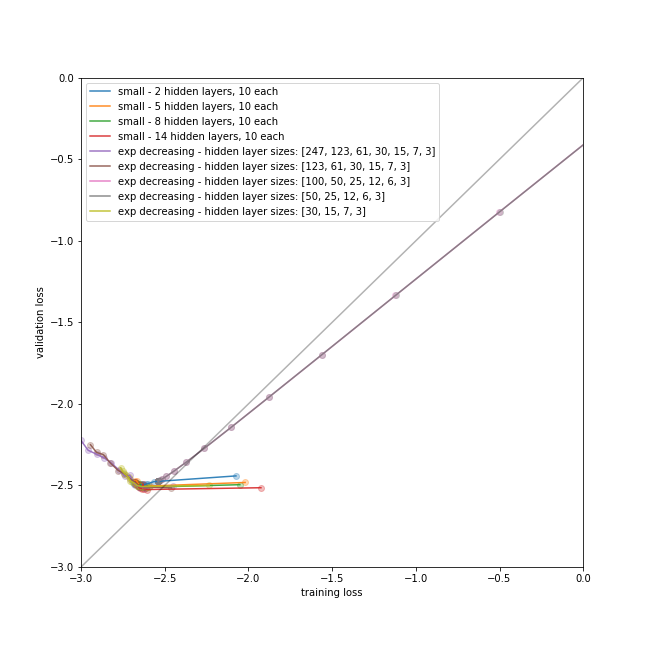 small - 2 hidden layers, 10 each
small - 5 hidden layers, 10 each
small - 8 hidden layers, 10 each
small - 14 hidden layers, 10 each
exp decreasing - hidden layer sizes: [247, 123, 61, 30, 15, 7, 3]
exp decreasing - hidden layer sizes: [123, 61, 30, 15, 7, 3]
exp decreasing - hidden layer sizes: [100, 50, 25, 12, 6, 3]
exp decreasing - hidden layer sizes: [50, 25, 12, 6, 3]
exp decreasing - hidden layer sizes: [30, 15, 7, 3]
validation loss
0.0
−0.5
−1.0
−1.5
−2.0
−2.5
−3.0
−3.0 −2.5 −2.0 −1.5 −1.0 −0.5 0.0
training loss